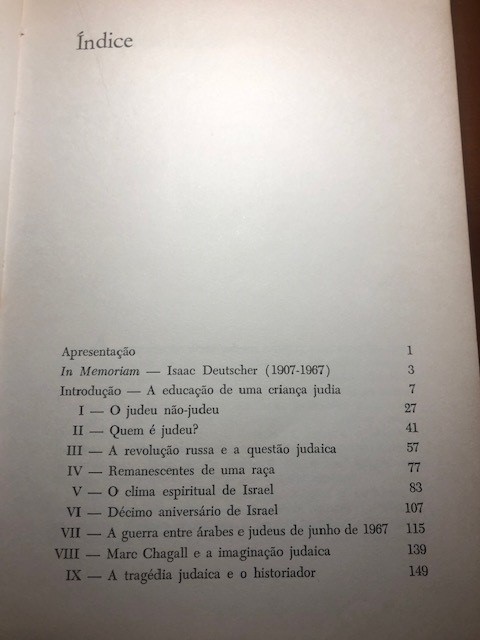 Índice
Apresentação 1
In Memoriam — Isaac Deutscher (1907-1967) 3
Introdução — A educação de uma criança judia 7
I — O judeu não-judeu 27
II — Quem é judeu? 41
III — A revolução russa e a questão judaica 57
IV — Remanescentes de uma raça 77
V — O clima espiritual de Israel 83
VI — Décimo aniversário de Israel 107
VII — A guerra entre árabes e judeus de junho de 1967 115
VIII — Marc Chagall e a imaginação judaica 139
IX — A tragédia judaica e o historiador 149